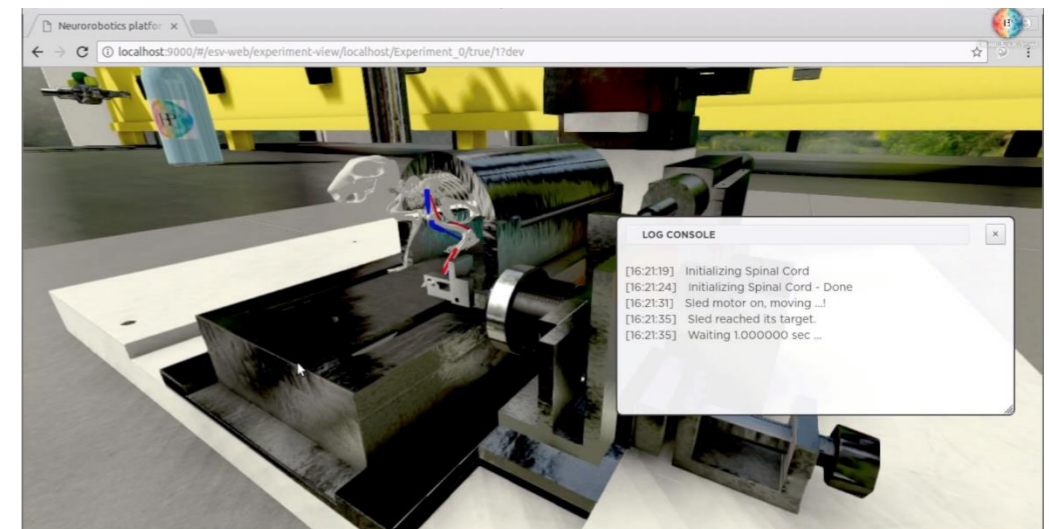 Neurorobotics platfor
localhost:9000/#/esv-web/experiment-view/localhost/Experiment_0/true/1?dev
HP
LOG CONSOLE
[16:21:19] Initializing Spinal Cord
[16:21:24] Initializing Spinal Cord - Done
[16:21:31] Sled motor on, moving ...!
[16:21:35] Sled reached its target.
[16:21:35] Waiting 1.000000 sec ...